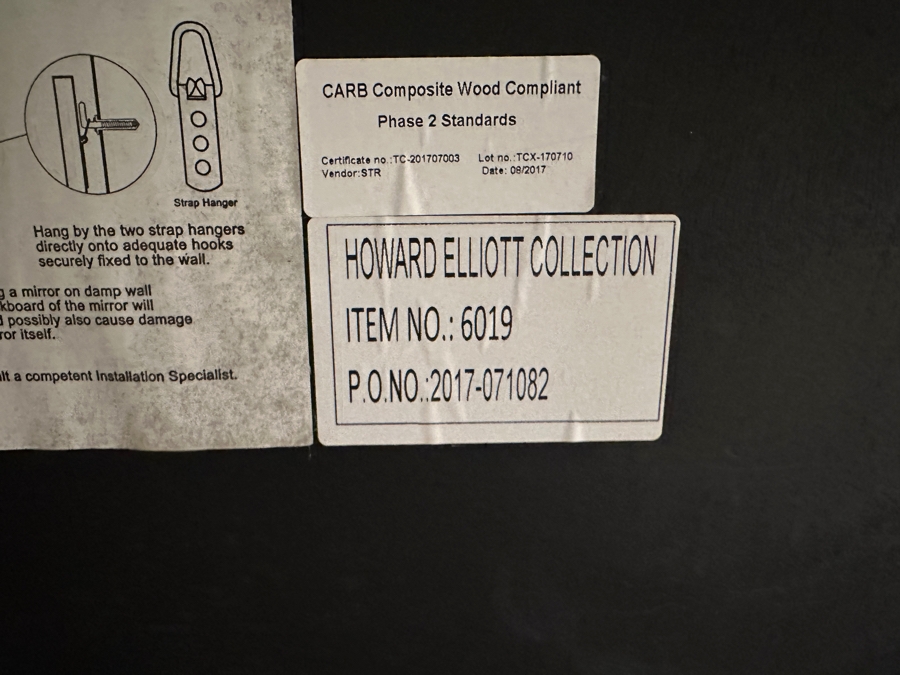 Strap Hanger
Hang by the two strap hangers
directly onto adequate hooks
securely fixed to the wall.
a mirror on damp wall
of the mirror will
possibly also cause damage
itself.
a competent Installation Specialist.
CARB Composite Wood Compliant
Phase 2 Standards
Certificate no.:TC-201707003 Lot no.:TCX-170710
Vendor:STR Date: 08/2017
HOWARD ELLIOTT COLLECTION
ITEM NO.: 6019
P.O.NO.:2017-071082